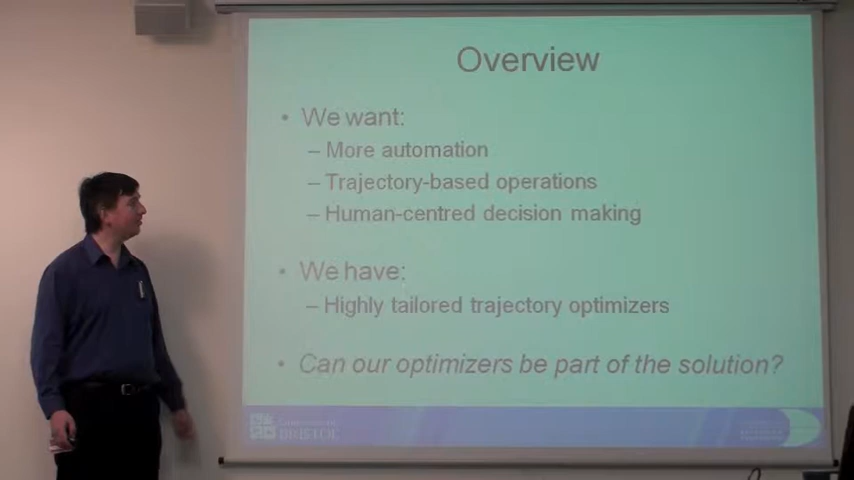 Overview
• We want:
– More automation
– Trajectory-based operations
– Human-centred decision making
• We have:
– Highly tailored trajectory optimizers
• Can our optimizers be part of the solution?
BRISTOL